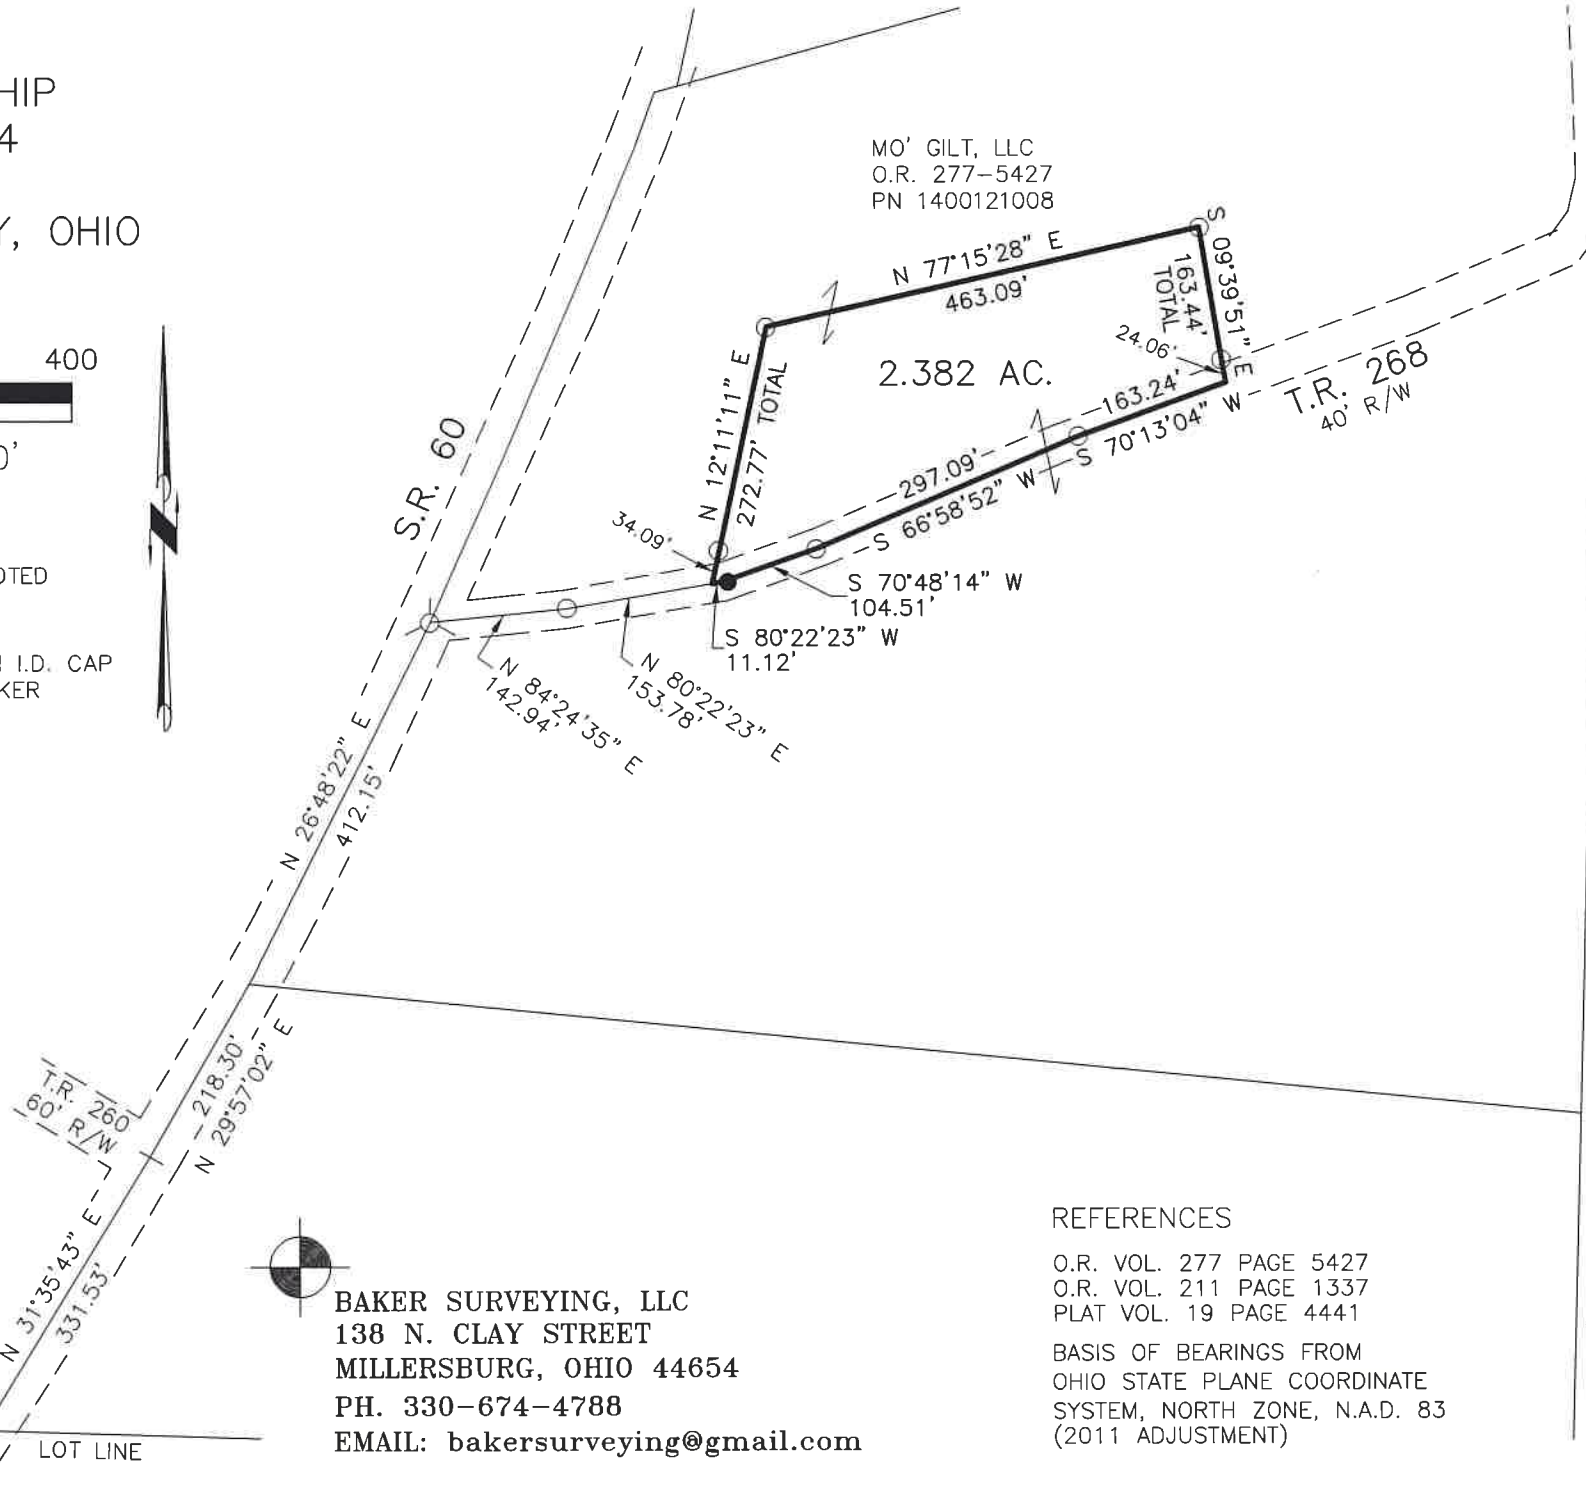 HIP
4
Y, OHIO
400
0'
OTED
I.D. CAP
KER
MO' GILT, LLC
O.R. 277-5427
PN 1400121008
N 77°15'28" E
463.09'
S 09°39'51" E
163.44'
TOTAL
24.06'
2.382 AC.
N 12°11'11" E
272.77' TOTAL
34.09'
S.R. 60
163.24'
S 70°13'04" W
T.R. 268
40' R/W
297.09'
S 66°58'52" W
S 70°48'14" W
104.51'
S 80°22'23" W
11.12'
N 80°22'23" E
153.78'
N 84°24'35" E
142.94'
N 26°48'22" E
412.15'
218.30'
N 29°57'02" E
T.R. 260
60' R/W
N 31°35'43" E
331.53'
LOT LINE
BAKER SURVEYING, LLC
138 N. CLAY STREET
MILLERSBURG, OHIO 44654
PH. 330-674-4788
EMAIL: bakersurveying@gmail.com
REFERENCES
O.R. VOL. 277 PAGE 5427
O.R. VOL. 211 PAGE 1337
PLAT VOL. 19 PAGE 4441
BASIS OF BEARINGS FROM
OHIO STATE PLANE COORDINATE
SYSTEM, NORTH ZONE, N.A.D. 83
(2011 ADJUSTMENT)